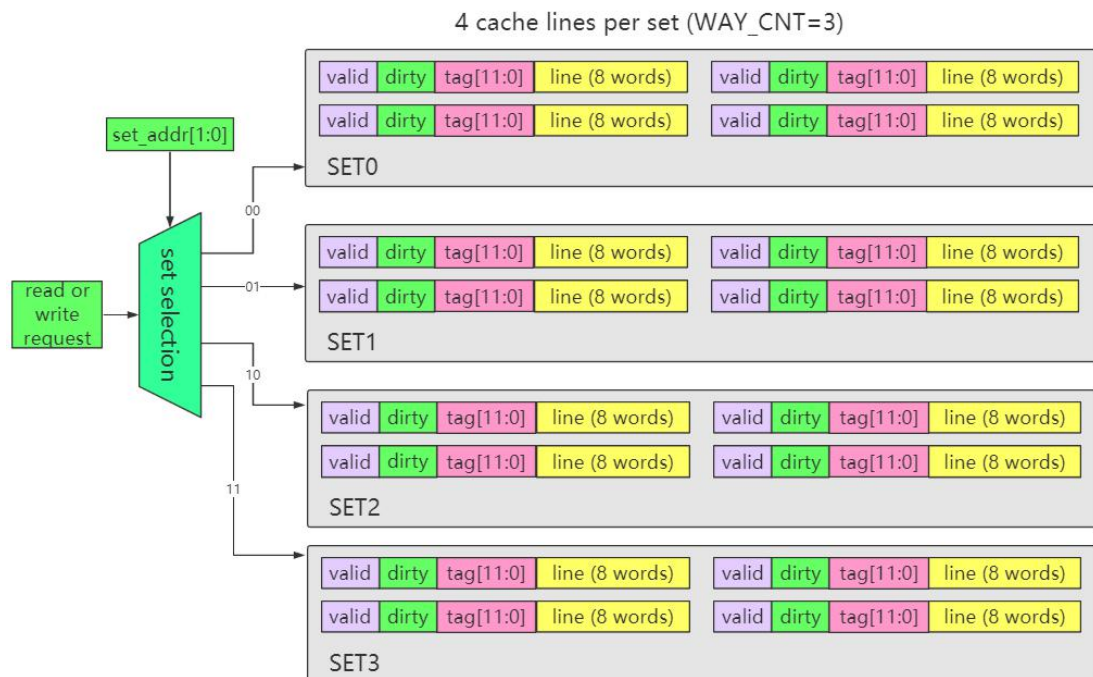 4 cache lines per set (WAY_CNT=3)
valid dirty tag[11:0] line (8 words) valid dirty tag[11:0] line (8 words)
valid dirty tag[11:0] line (8 words) valid dirty tag[11:0] line (8 words)
SET0
set_addr[1:0]
00
valid dirty tag[11:0] line (8 words) valid dirty tag[11:0] line (8 words)
valid dirty tag[11:0] line (8 words) valid dirty tag[11:0] line (8 words)
SET1
01
read or
write
request
set selection
10
valid dirty tag[11:0] line (8 words) valid dirty tag[11:0] line (8 words)
valid dirty tag[11:0] line (8 words) valid dirty tag[11:0] line (8 words)
SET2
11
valid dirty tag[11:0] line (8 words) valid dirty tag[11:0] line (8 words)
valid dirty tag[11:0] line (8 words) valid dirty tag[11:0] line (8 words)
SET3